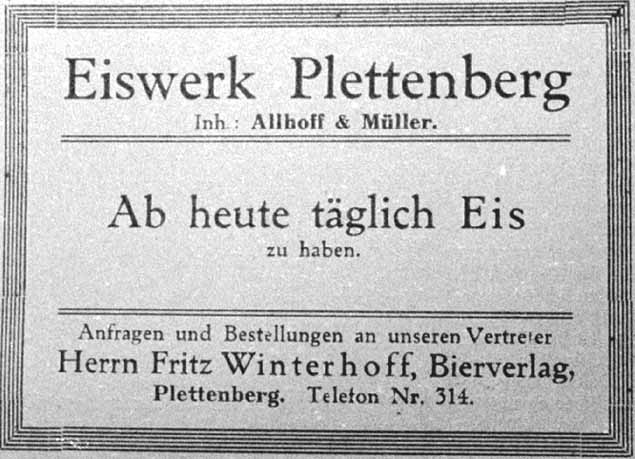 Eiswerk Plettenberg
Inh.: Allhoff & Müller.
Ab heute täglich Eis
zu haben.
Anfragen und Bestellungen an unseren Vertreter
Herrn Fritz Winterhoff, Bierverlag,
Plettenberg. Telefon Nr. 314.